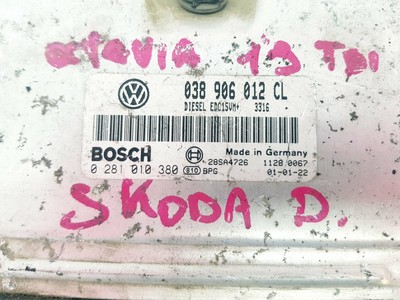 OCTAVIA 1.9 TDI
038 906 012 CL
DIESEL EDC15VM+ 3316
BOSCH
Made in Germany
28SA4726 1128 0067
0 281 010 380 BPG 01-01-22
SKODA D.